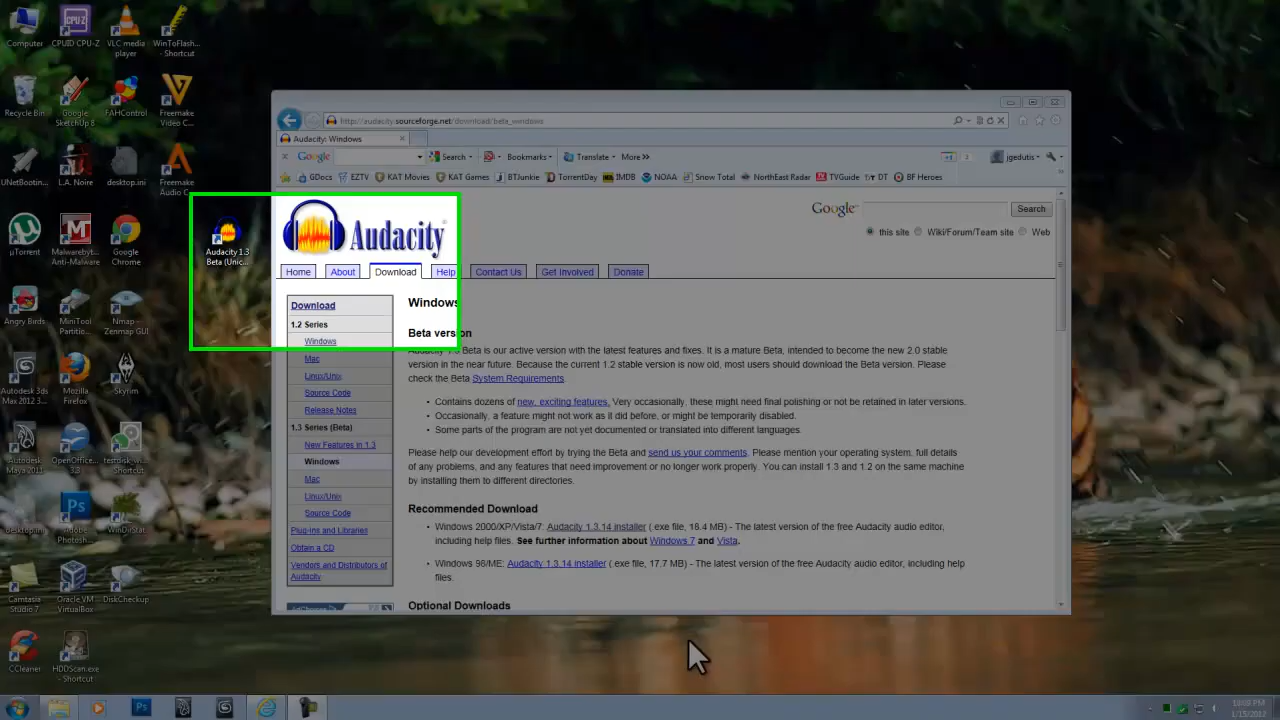 Computer
CPUID CPU-Z
VLC media
player
WinToFlash...
- Shortcut
Recycle Bin
Google
SketchUp 8
FAHControl
Freemake
Video C...
UNetBootin...
L.A. Noire
desktop.ini
Freemake
Audio C...
µTorrent
Malwarebyt...
Anti-Malware
Google
Chrome
Audacity 1.3
Beta (Unic...
Angry Birds
MiniTool
Partitio...
Nmap -
Zenmap GUI
Autodesk 3ds
Max 2012 3...
Mozilla
Firefox
Skyrim
Autodesk
Maya 2011
OpenOffice...
3.3
testdisk-w...
Shortcut
desktop.ini
Adobe
Photosh...
WinDirStat
Camtasia
Studio 7
Oracle VM
VirtualBox
DiskCheckup
CCleaner
HDDScan.exe
- Shortcut
http://audacity.sourceforge.net/download/beta_windows
Audacity: Windows
Google
Search
Bookmarks
Translate
More »
jgedutis
GDocs
EZTV
KAT Movies
KAT Games
BTJunkie
TorrentDay
IMDB
NOAA
Snow Total
NorthEast Radar
TVGuide
DT
BF Heroes
Audacity
Google
Search
this site
Wiki/Forum/Team site
Web
Home
About
Download
Help
Contact Us
Get Involved
Donate
Download
1.2 Series
Windows
Mac
Linux/Unix
Source Code
Release Notes
1.3 Series (Beta)
New Features in 1.3
Windows
Mac
Linux/Unix
Source Code
Plug-ins and Libraries
Obtain a CD
Vendors and Distributors of
Audacity
AdChoices
Windows
Beta version
Audacity 1.3 Beta is our active version with the latest features and fixes. It is a mature Beta, intended to become the new 2.0 stable
version in the near future. Because the current 1.2 stable version is now old, most users should download the Beta version. Please
check the Beta System Requirements.
• Contains dozens of new, exciting features. Very occasionally, these might need final polishing or not be retained in later versions.
• Occasionally, a feature might not work as it did before, or might be temporarily disabled.
• Some parts of the program are not yet documented or translated into different languages.
Please help our development effort by trying the Beta and send us your comments. Please mention your operating system, full details
of any problems, and any features that need improvement or no longer work properly. You can install 1.3 and 1.2 on the same machine
by installing them to different directories.
Recommended Download
• Windows 2000/XP/Vista/7: Audacity 1.3.14 installer (.exe file, 18.4 MB) - The latest version of the free Audacity audio editor,
including help files. See further information about Windows 7 and Vista.
• Windows 98/ME: Audacity 1.3.14 installer (.exe file, 17.7 MB) - The latest version of the free Audacity audio editor, including help
files.
Optional Downloads
1/15/2012